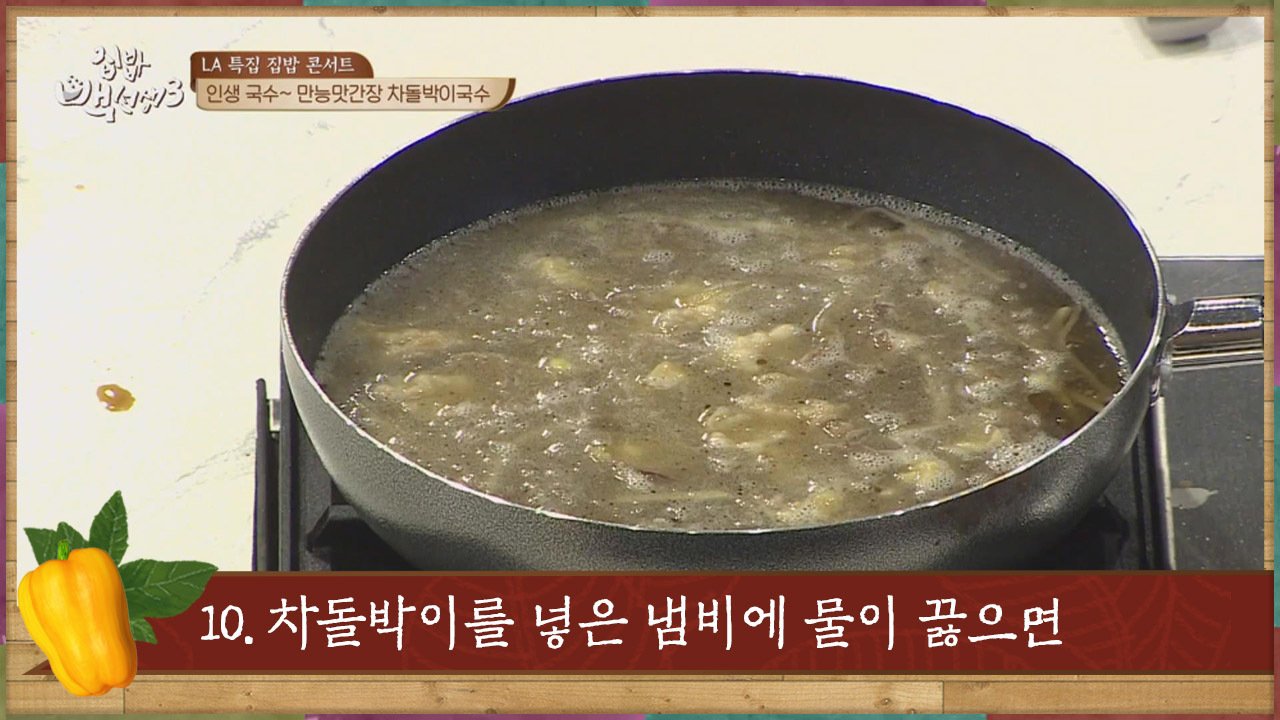 집밥
백선생3
LA 특집 집밥 콘서트
인생 국수~ 만능맛간장 차돌박이국수
10. 차돌박이를 넣은 냄비에 물이 끓으면